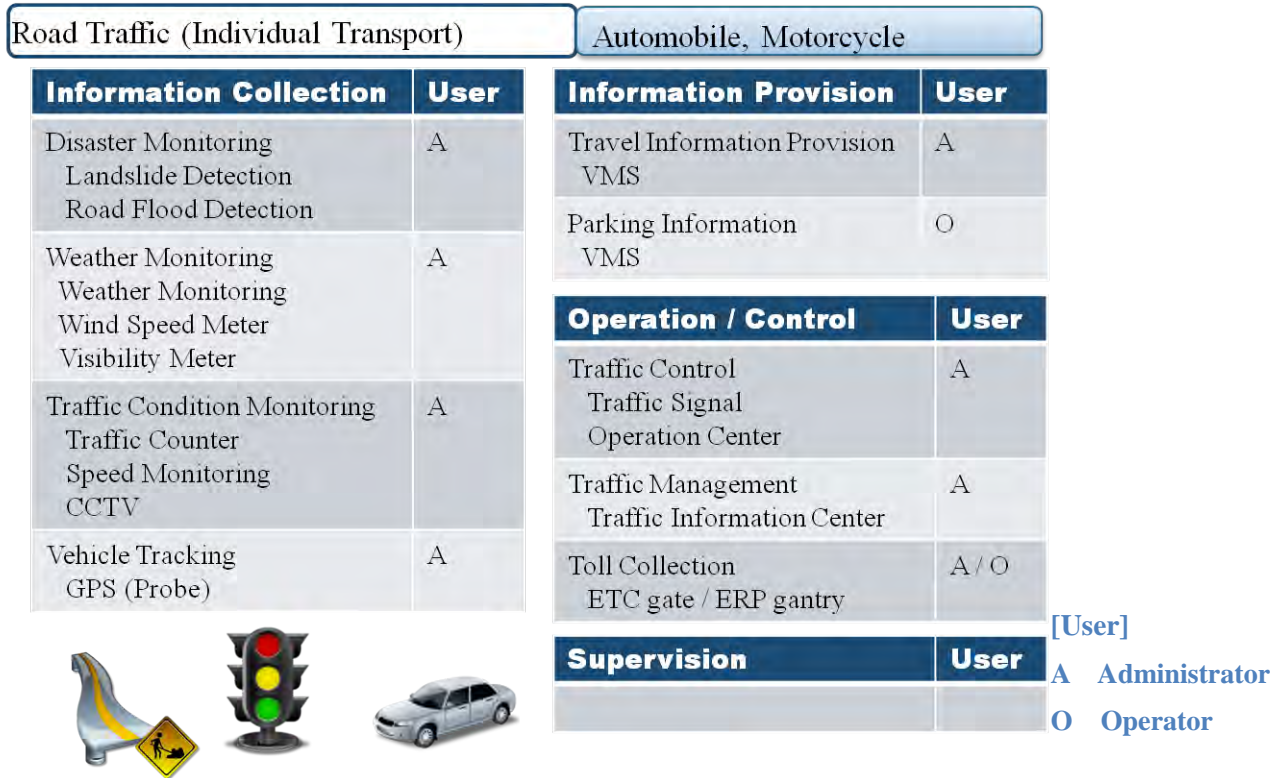 Road Traffic (Individual Transport)
Automobile, Motorcycle
Information Collection User
Disaster Monitoring A
Landslide Detection
Road Flood Detection
Weather Monitoring A
Weather Monitoring
Wind Speed Meter
Visibility Meter
Traffic Condition Monitoring A
Traffic Counter
Speed Monitoring
CCTV
Vehicle Tracking A
GPS (Probe)
Information Provision User
Travel Information Provision A
VMS
Parking Information O
VMS
Operation / Control User
Traffic Control A
Traffic Signal
Operation Center
Traffic Management A
Traffic Information Center
Toll Collection A / O
ETC gate / ERP gantry
Supervision User
[User]
A Administrator
O Operator